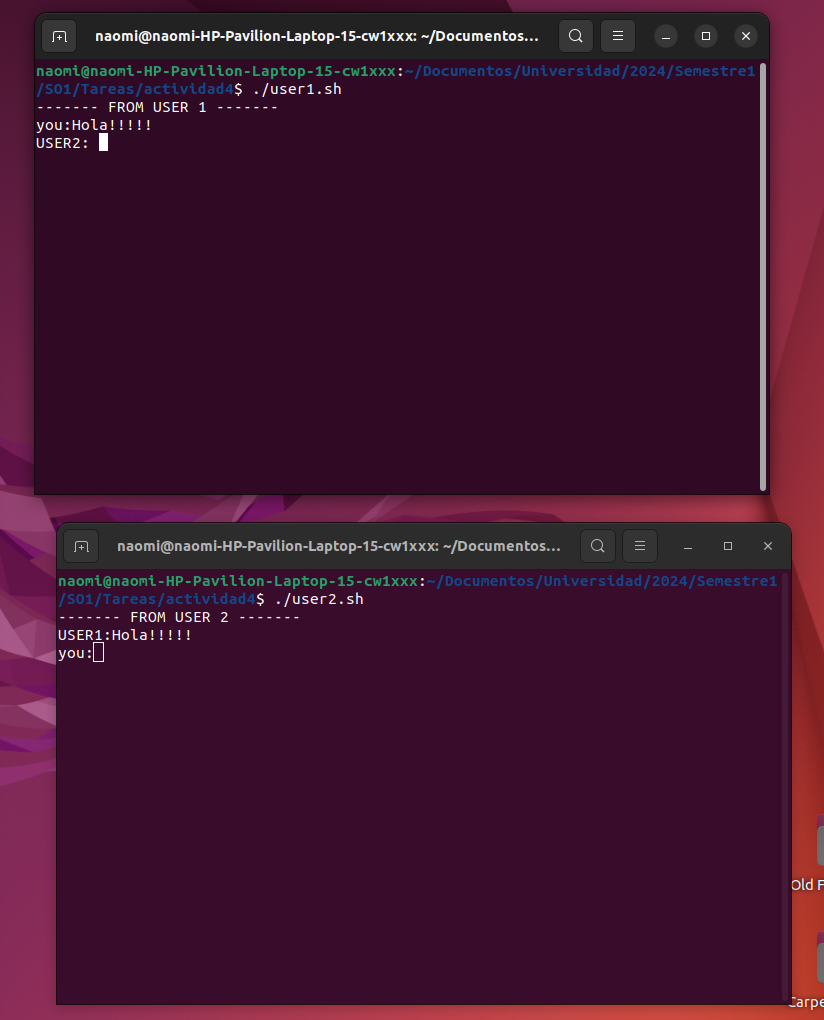 naomi@naomi-HP-Pavilion-Laptop-15-cw1xxx: ~/Documentos...
naomi@naomi-HP-Pavilion-Laptop-15-cw1xxx:~/Documentos/Universidad/2024/Semestre1
/SO1/Tareas/actividad4$ ./user1.sh
------- FROM USER 1 -------
you:Hola!!!!!
USER2:
naomi@naomi-HP-Pavilion-Laptop-15-cw1xxx: ~/Documentos...
naomi@naomi-HP-Pavilion-Laptop-15-cw1xxx:~/Documentos/Universidad/2024/Semestre1
/SO1/Tareas/actividad4$ ./user2.sh
------- FROM USER 2 -------
USER1:Hola!!!!!
you:
Old F
Carpe